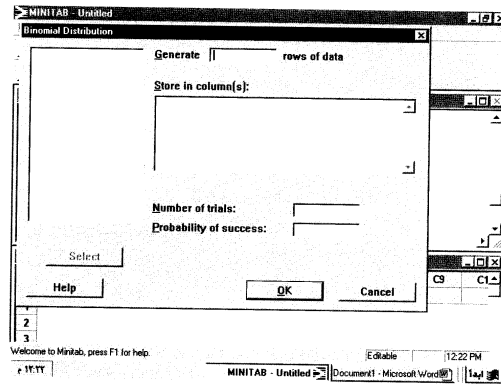 MINITAB - Untitled
Binomial Distribution
Generate rows of data
Store in column(s):
Number of trials:
Probability of success:
Select
Help OK Cancel
C9 C1
2
3
Welcome to Minitab, press F1 for help. Editable 12:22 PM
MINITAB - Untitled Document1 - Microsoft Word
م ١٢:٢٢